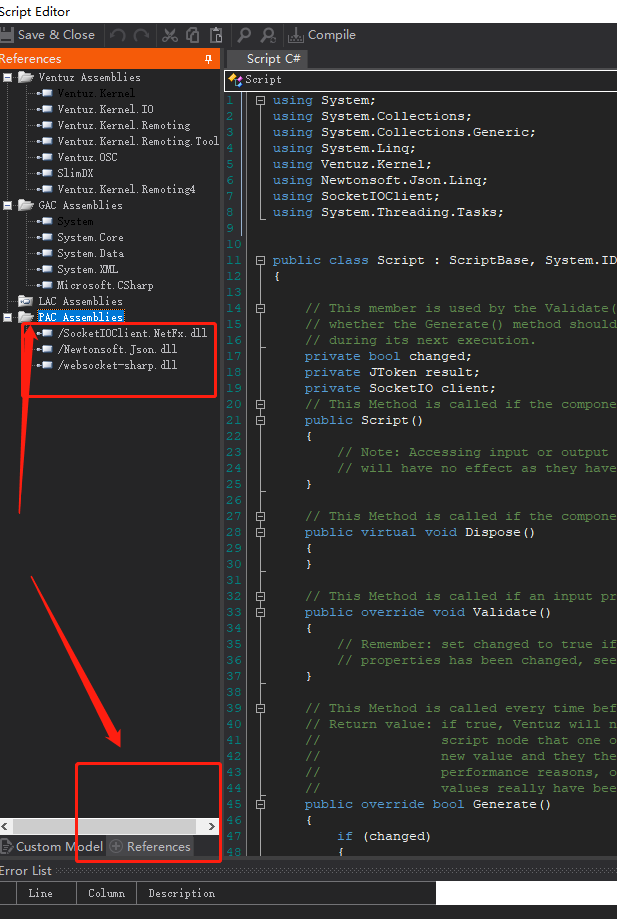 Script Editor
Save & Close
Compile
References
Script C#
Ventuz Assemblies
Ventuz.Kernel
Ventuz.Kernel.IO
Ventuz.Kernel.Remoting
Ventuz.Kernel.Remoting.Tool
Ventuz.OSC
SlimDX
Ventuz.Kernel.Remoting4
GAC Assemblies
System
System.Core
System.Data
System.XML
Microsoft.CSharp
LAC Assemblies
PAC Assemblies
/SocketIOClient.NetFx.dll
/Newtonsoft.Json.dll
/websocket-sharp.dll
Custom Model
References
Script
1 using System;
2 using System.Collections;
3 using System.Collections.Generic;
4 using System.Linq;
5 using Ventuz.Kernel;
6 using Newtonsoft.Json.Linq;
7 using SocketIOClient;
8 using System.Threading.Tasks;
9
10
11 public class Script : ScriptBase, System.ID
12 {
13
14 // This member is used by the Validate(
15 // whether the Generate() method should
16 // during its next execution.
17 private bool changed;
18 private JToken result;
19 private SocketIO client;
20 // This Method is called if the compone
21 public Script()
22 {
23 // Note: Accessing input or output
24 // will have no effect as they have
25 }
26
27 // This Method is called if the compone
28 public virtual void Dispose()
29 {
30 }
31
32 // This Method is called if an input pr
33 public override void Validate()
34 {
35 // Remember: set changed to true if
36 // properties has been changed, see
37 }
38
39 // This Method is called every time bef
40 // Return value: if true, Ventuz will n
41 // script node that one o
42 // new value and they the
43 // performance reasons, o
44 // values really have bee
45 public override bool Generate()
46 {
47 if (changed)
48 {
Error List
Line
Column
Description